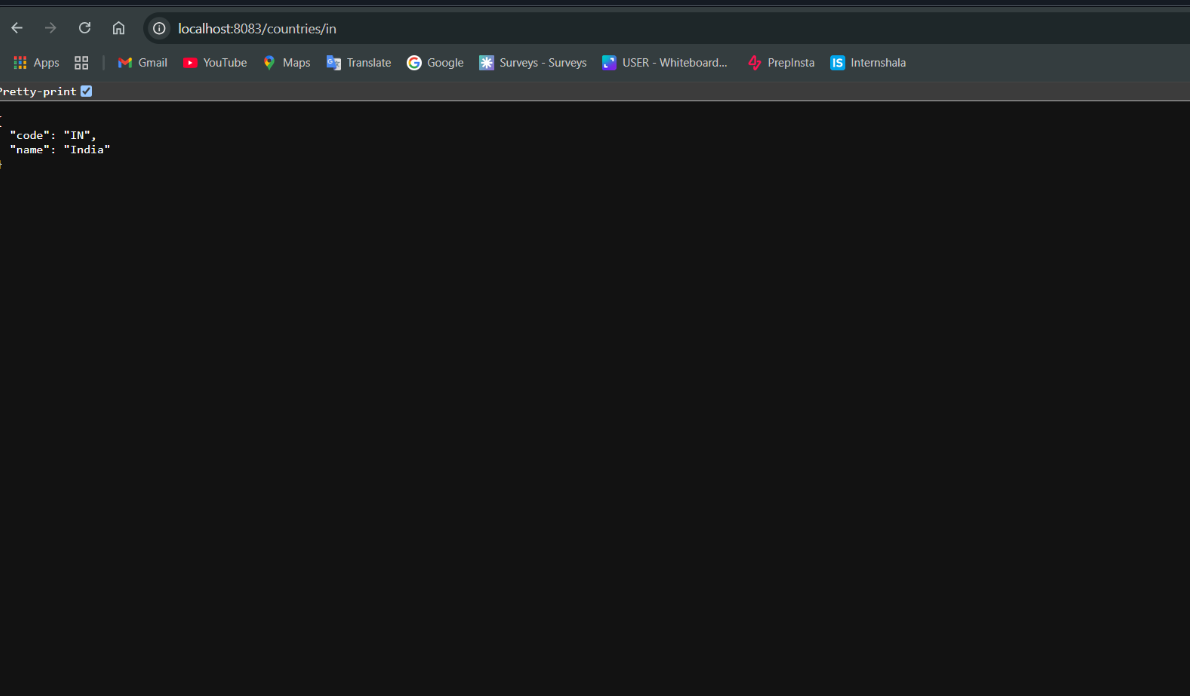 localhost:8083/countries/in
Apps Gmail YouTube Maps Translate Google Surveys - Surveys USER - Whiteboard... PrepInsta IS Internshala
Pretty-print
{
"code": "IN",
"name": "India"
}